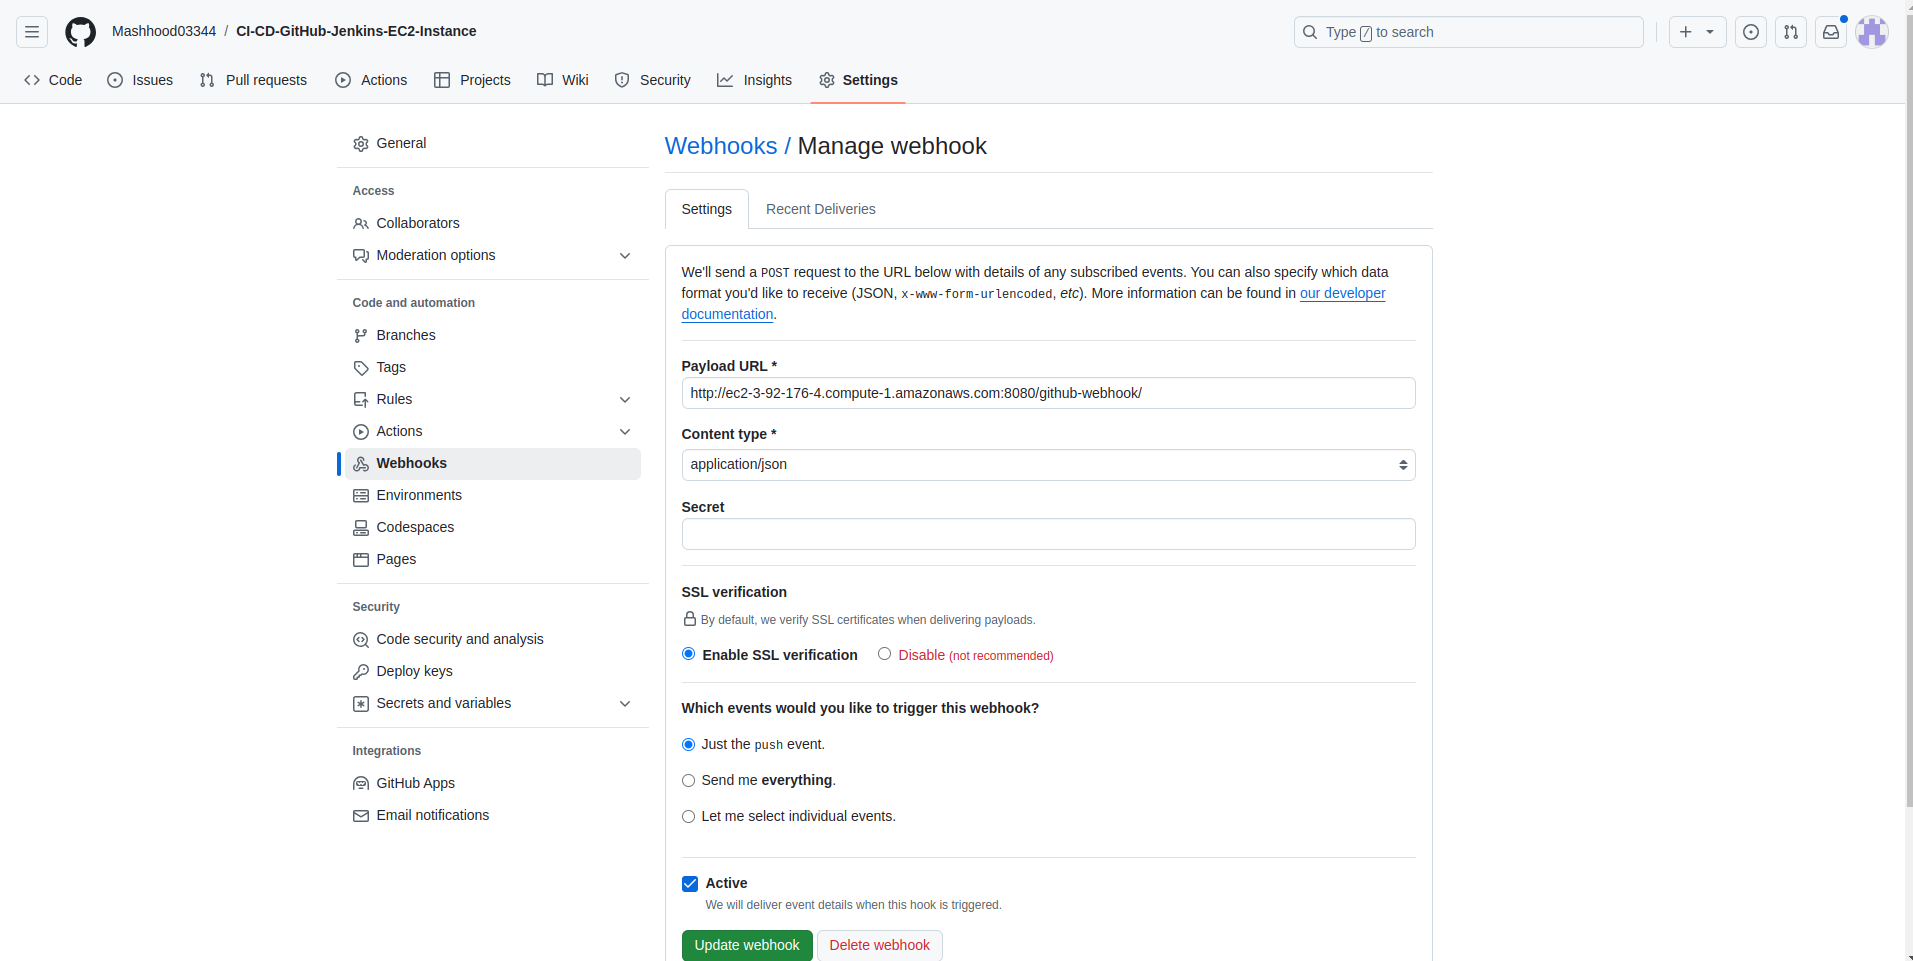 Mashhood03344 / CI-CD-GitHub-Jenkins-EC2-Instance
Type / to search
Code Issues Pull requests Actions Projects Wiki Security Insights Settings
General
Access
Collaborators
Moderation options
Code and automation
Branches
Tags
Rules
Actions
Webhooks
Environments
Codespaces
Pages
Security
Code security and analysis
Deploy keys
Secrets and variables
Integrations
GitHub Apps
Email notifications
Webhooks / Manage webhook
Settings Recent Deliveries
We'll send a POST request to the URL below with details of any subscribed events. You can also specify which data
format you'd like to receive (JSON, x-www-form-urlencoded, etc). More information can be found in our developer
documentation.
Payload URL *
http://ec2-3-92-176-4.compute-1.amazonaws.com:8080/github-webhook/
Content type *
application/json
Secret
SSL verification
By default, we verify SSL certificates when delivering payloads.
Enable SSL verification Disable (not recommended)
Which events would you like to trigger this webhook?
Just the push event.
Send me everything.
Let me select individual events.
Active
We will deliver event details when this hook is triggered.
Update webhook Delete webhook